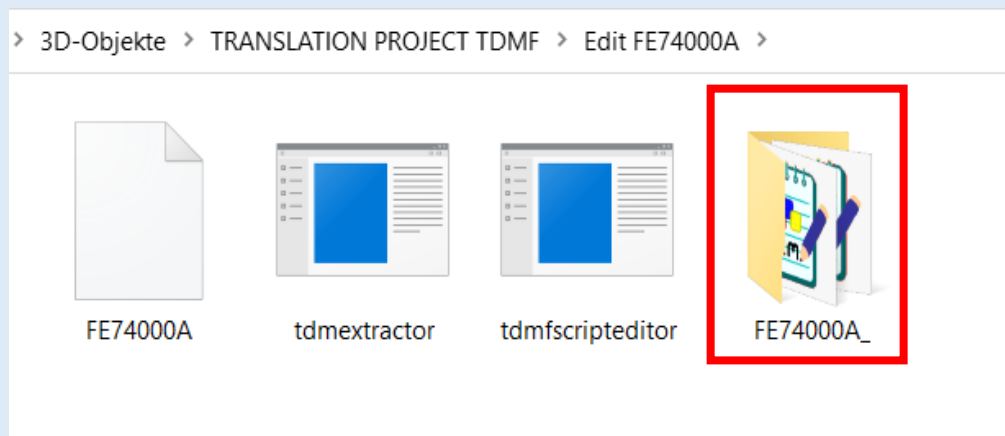 > 3D-Objekte > TRANSLATION PROJECT TDMF > Edit FE74000A >
FE74000A
tdmextractor
tdmfscripteditor
FE74000A_
.M.